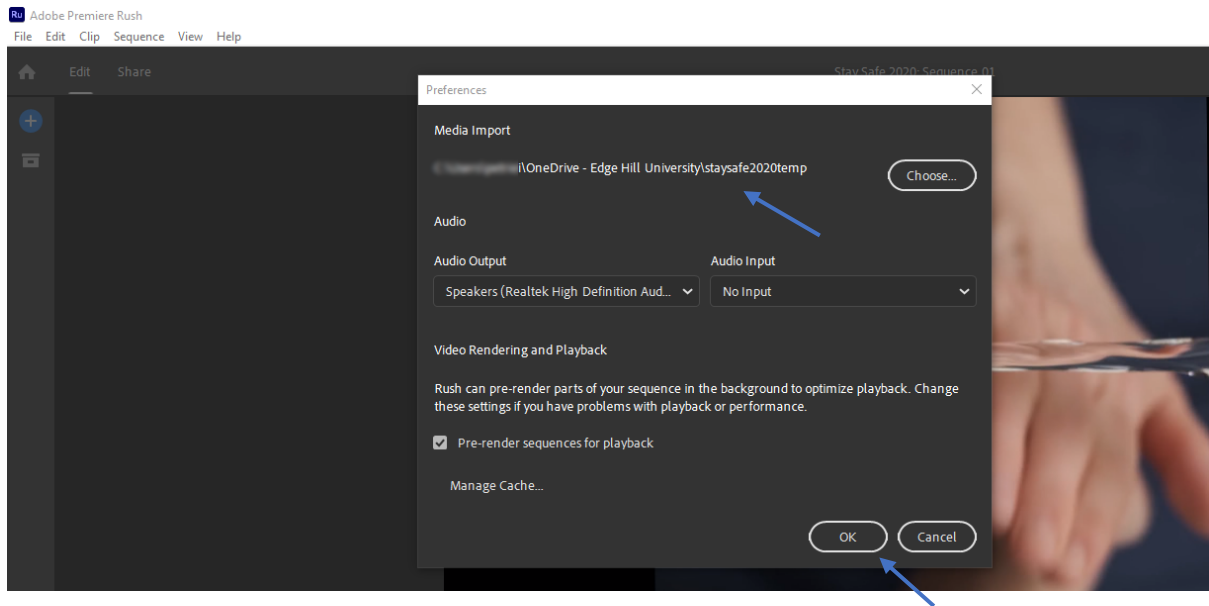 Ru Adobe Premiere Rush
File Edit Clip Sequence View Help
Edit Share
Stay Safe 2020: Sequence 01
Preferences
Media Import
i\OneDrive - Edge Hill University\staysafe2020temp
Choose...
Audio
Audio Output Audio Input
Speakers (Realtek High Definition Aud... No Input
Video Rendering and Playback
Rush can pre-render parts of your sequence in the background to optimize playback. Change
these settings if you have problems with playback or performance.
Pre-render sequences for playback
Manage Cache...
OK Cancel